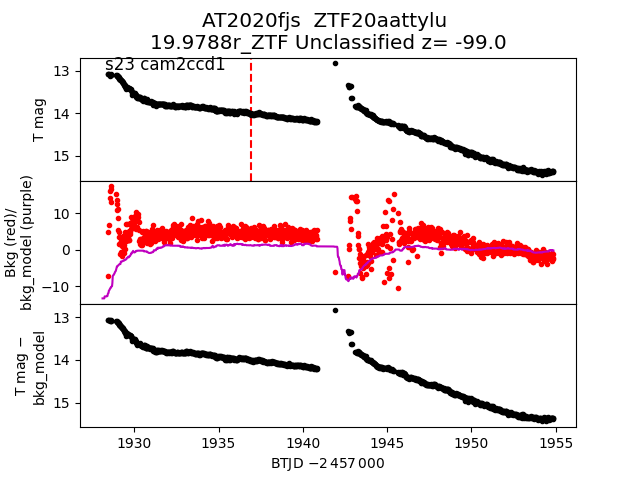 AT2020fjs  ZTF20aattylu
19.9788r_ZTF Unclassified z= -99.0
s23 cam2ccd1
13
14
15
T mag
10
0
−10
Bkg (red)/
bkg_model (purple)
13
14
15
T mag −
bkg_model
1930
1935
1940
1945
1950
1955
BTJD −2 457 000